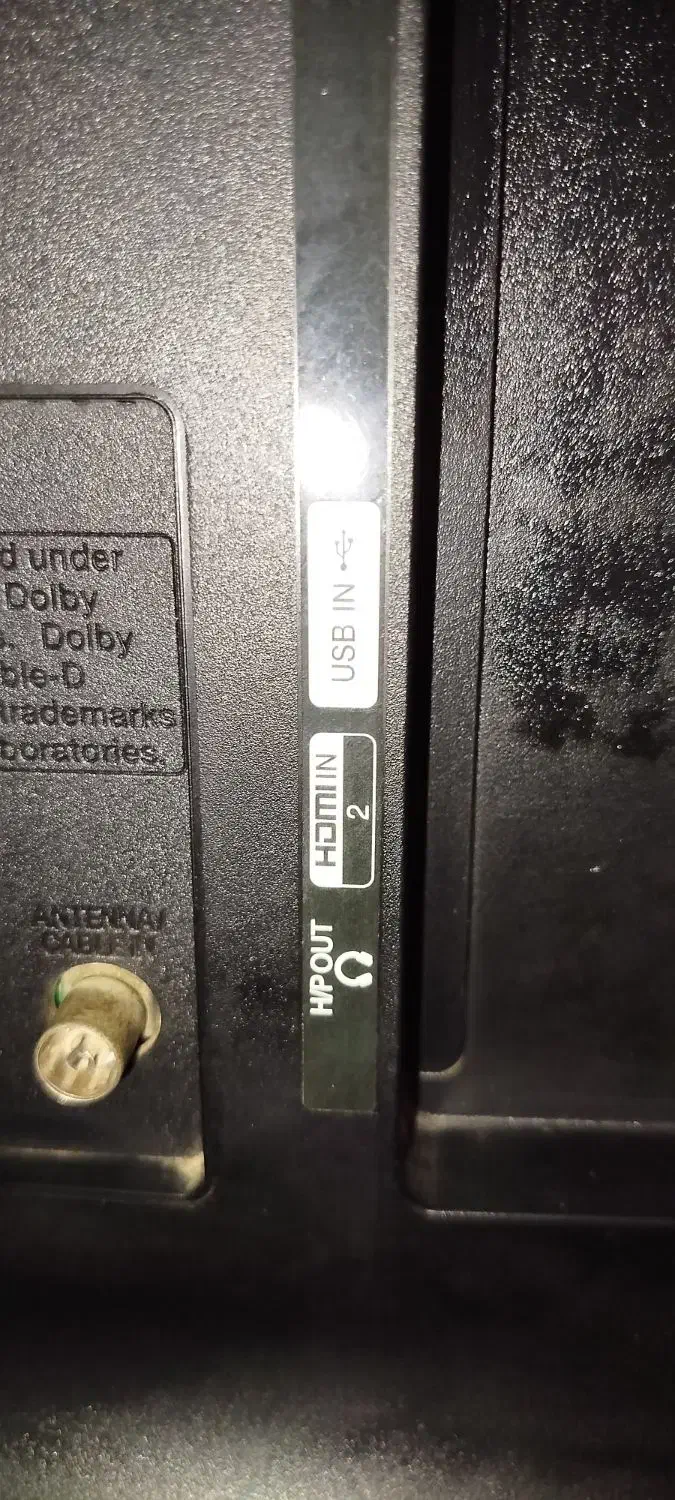 d under
Dolby
s. Dolby
ble-D
trademarks
boratories.
ANTENNA/
CABLE IN
USB IN
HDMI IN
2
H/P OUT